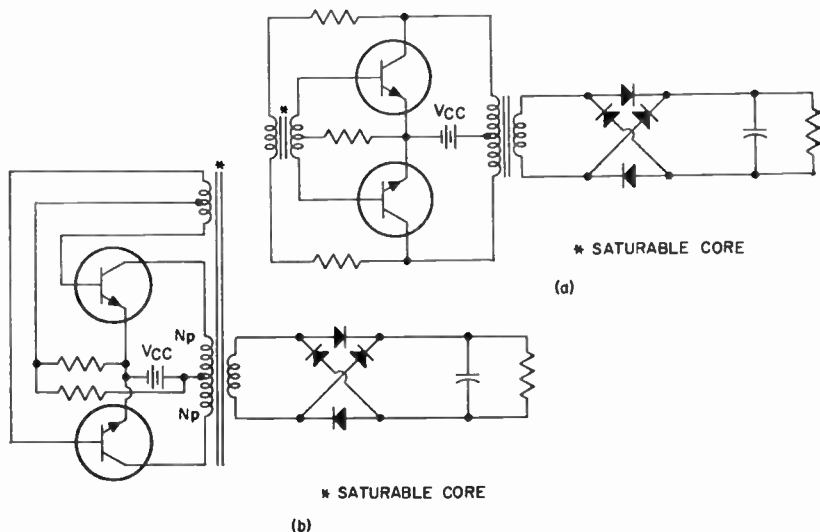 *
VCC
* SATURABLE CORE
(a)
*
Np
VCC
Np
* SATURABLE CORE
(b)